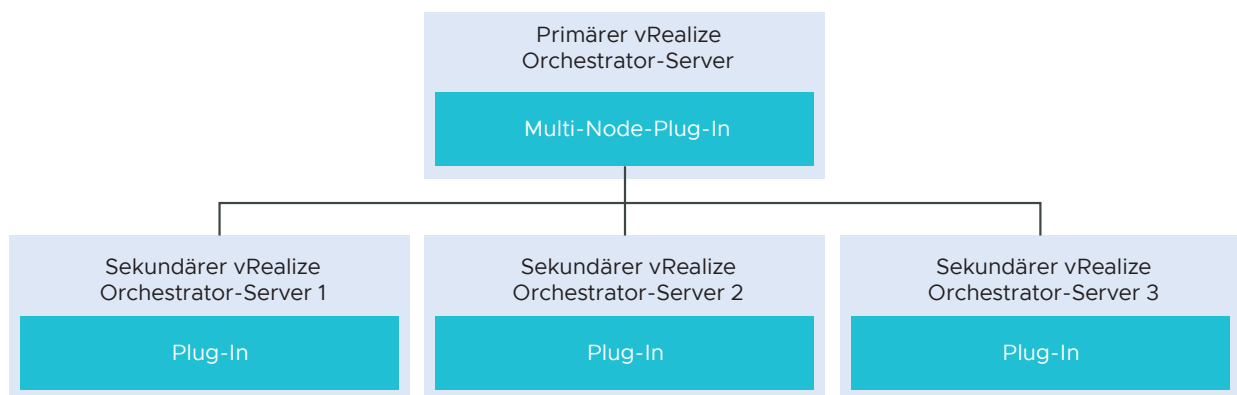 Primärer vRealize
Orchestrator-Server
Multi-Node-Plug-In
Sekundärer vRealize
Orchestrator-Server 1
Plug-In
Sekundärer vRealize
Orchestrator-Server 2
Plug-In
Sekundärer vRealize
Orchestrator-Server 3
Plug-In